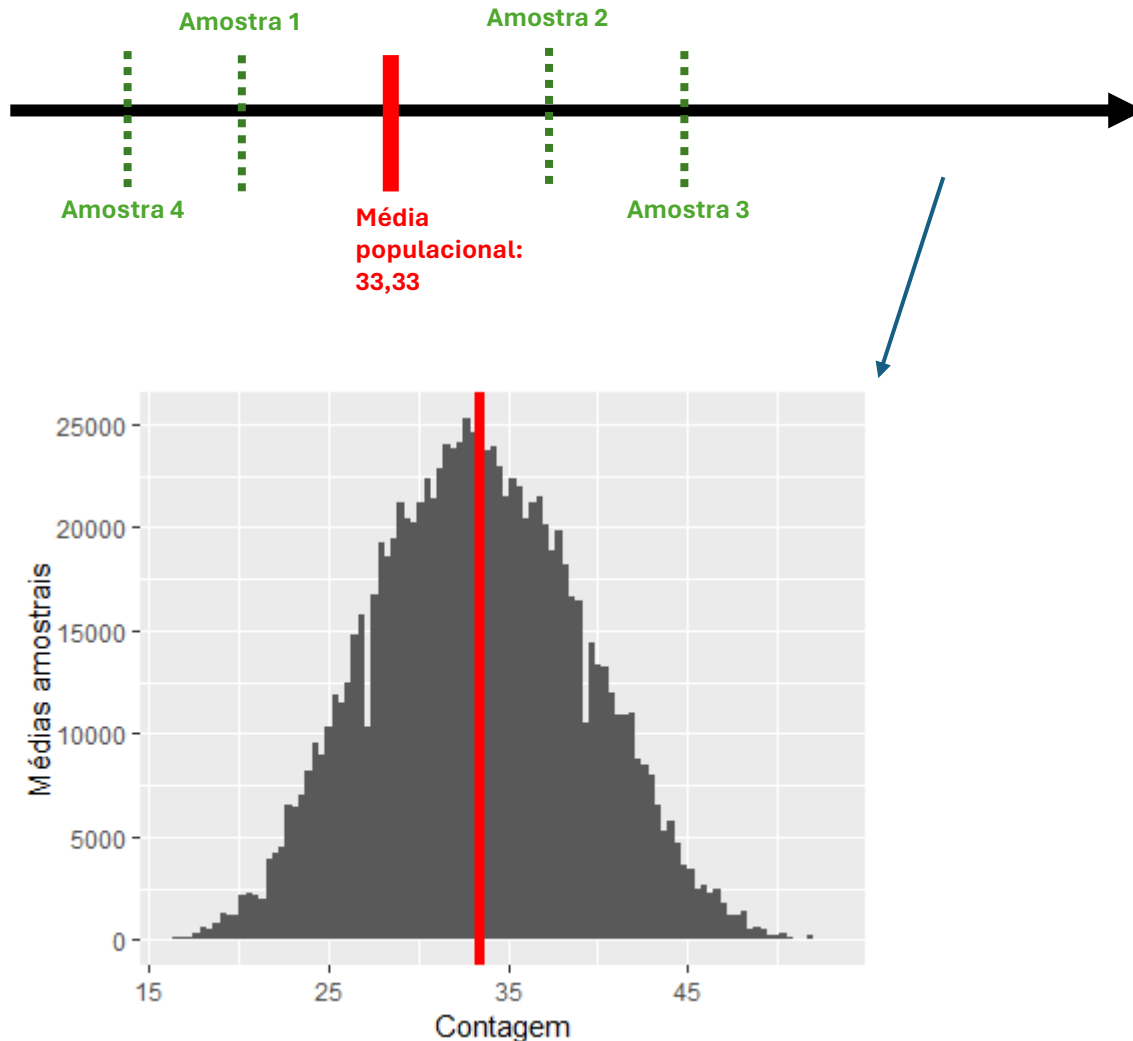 Amostra 1
Amostra 2
Amostra 4
Amostra 3
Média
populacional:
33,33
25000
20000
15000
10000
5000
0
Médias amostrais
15
25
35
45
Contagem